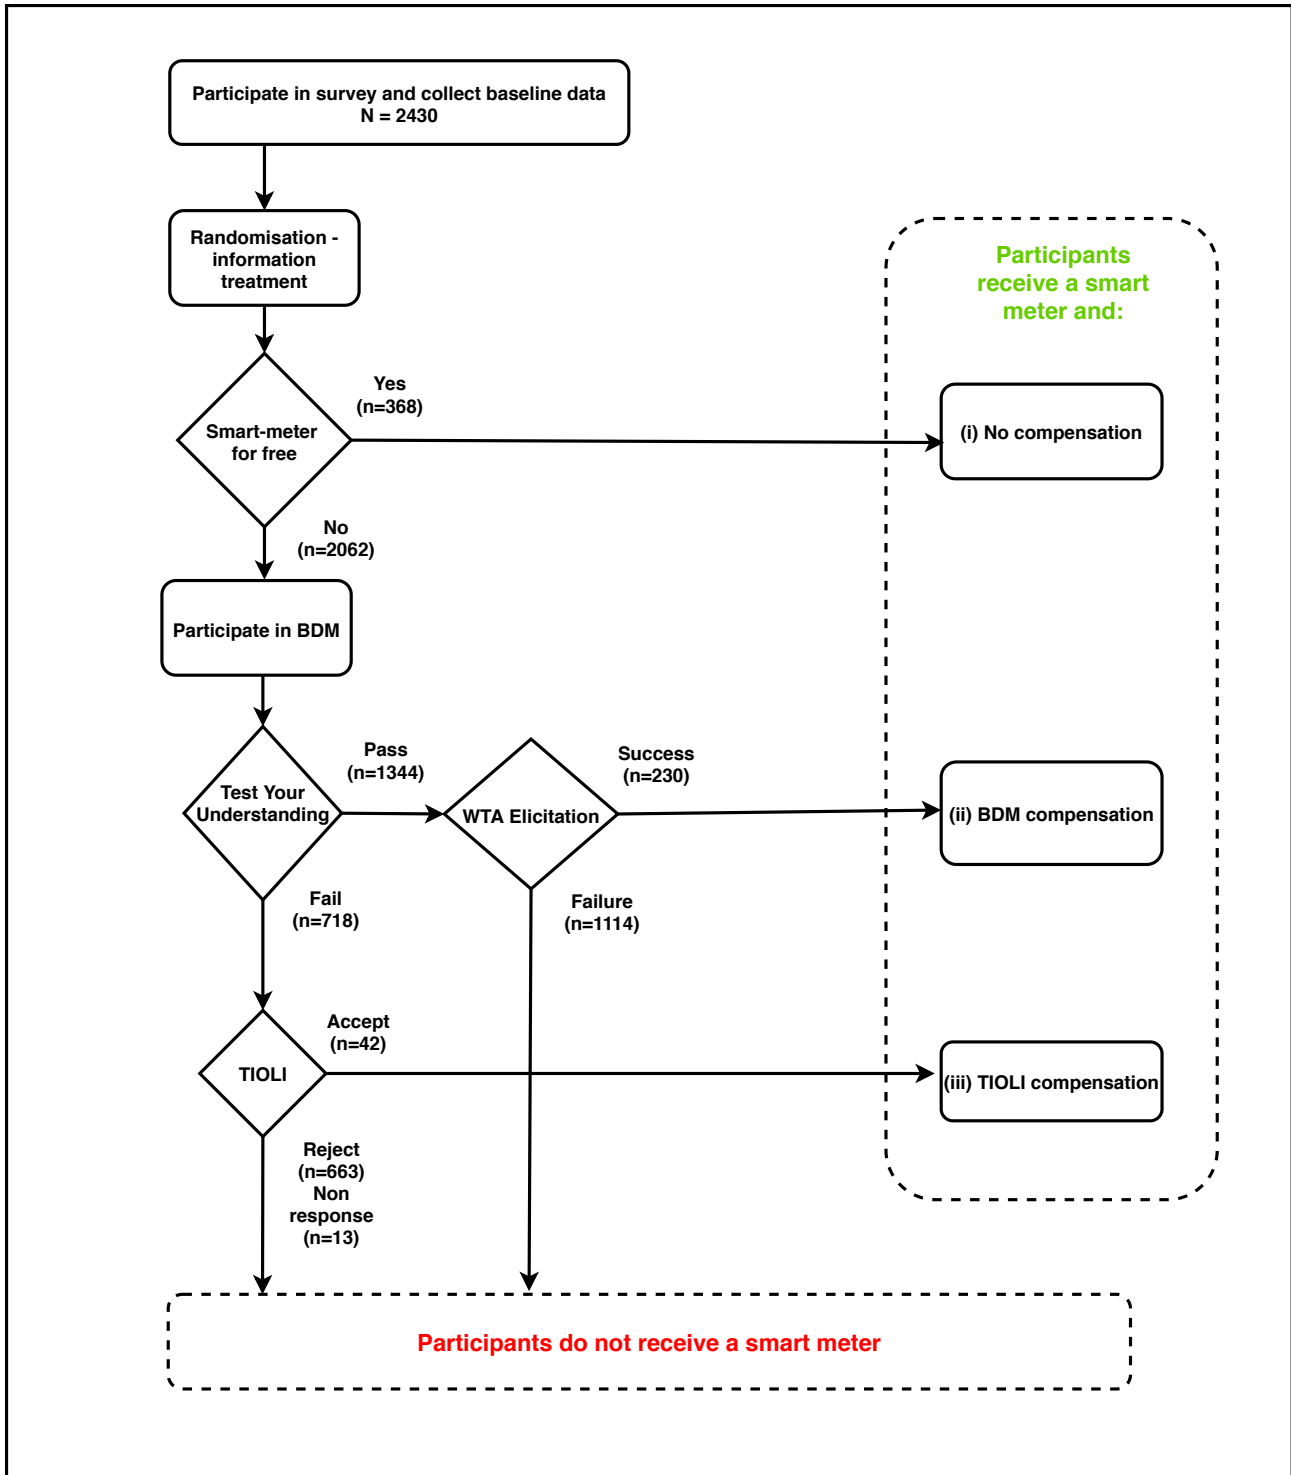 Participate in survey and collect baseline data
N = 2430
Randomisation -
information
treatment
Participants
receive a smart
meter and:
Yes
(n=368)
Smart-meter
for free
(i) No compensation
No
(n=2062)
Participate in BDM
Pass
(n=1344)
Success
(n=230)
Test Your
Understanding
WTA Elicitation
(ii) BDM compensation
Fail
(n=718)
Failure
(n=1114)
Accept
(n=42)
TIOLI
(iii) TIOLI compensation
Reject
(n=663)
Non
response
(n=13)
Participants do not receive a smart meter